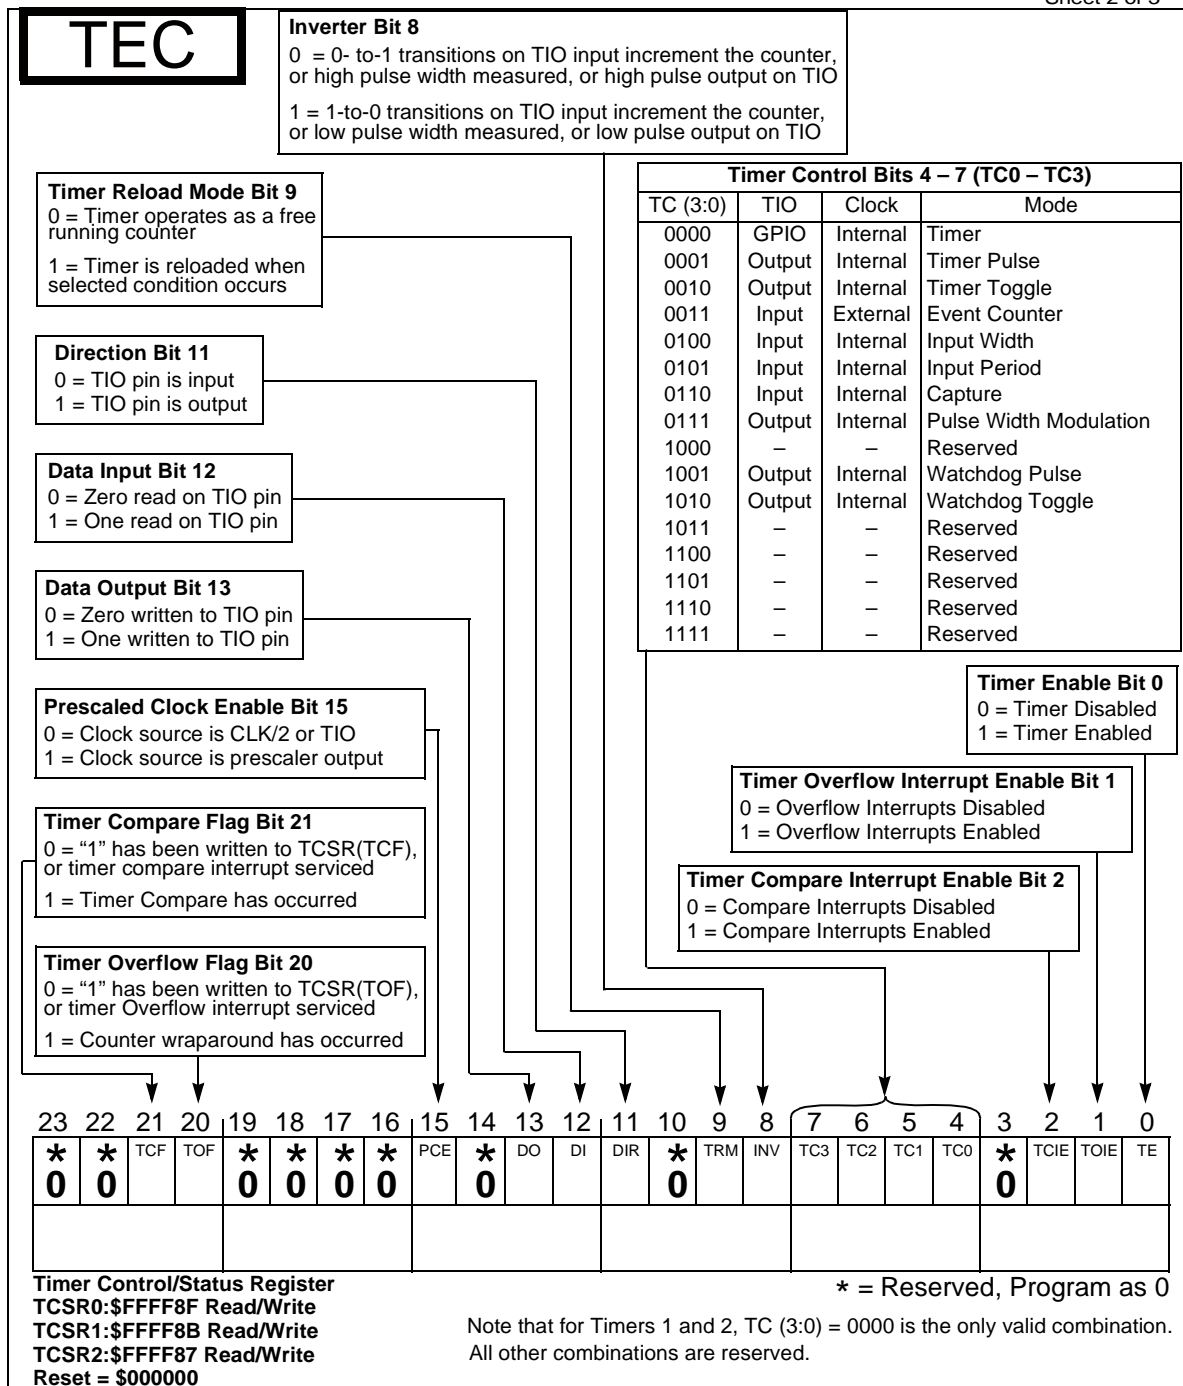 TEC
Inverter Bit 8
0 = 0- to-1 transitions on TIO input increment the counter,
or high pulse width measured, or high pulse output on TIO
1 = 1-to-0 transitions on TIO input increment the counter,
or low pulse width measured, or low pulse output on TIO
Timer Reload Mode Bit 9
0 = Timer operates as a free
running counter
1 = Timer is reloaded when
selected condition occurs
Direction Bit 11
0 = TIO pin is input
1 = TIO pin is output
Data Input Bit 12
0 = Zero read on TIO pin
1 = One read on TIO pin
Data Output Bit 13
0 = Zero written to TIO pin
1 = One written to TIO pin
Prescaled Clock Enable Bit 15
0 = Clock source is CLK/2 or TIO
1 = Clock source is prescaler output
Timer Compare Flag Bit 21
0 = “1” has been written to TCSR(TCF),
or timer compare interrupt serviced
1 = Timer Compare has occurred
Timer Overflow Flag Bit 20
0 = “1” has been written to TCSR(TOF),
or timer Overflow interrupt serviced
1 = Counter wraparound has occurred
Timer Control Bits 4 – 7 (TC0 – TC3)
TC (3:0) TIO Clock Mode
0000 GPIO Internal Timer
0001 Output Internal Timer Pulse
0010 Output Internal Timer Toggle
0011 Input External Event Counter
0100 Input Internal Input Width
0101 Input Internal Input Period
0110 Input Internal Capture
0111 Output Internal Pulse Width Modulation
1000 – – Reserved
1001 Output Internal Watchdog Pulse
1010 Output Internal Watchdog Toggle
1011 – – Reserved
1100 – – Reserved
1101 – – Reserved
1110 – – Reserved
1111 – – Reserved
Timer Enable Bit 0
0 = Timer Disabled
1 = Timer Enabled
Timer Overflow Interrupt Enable Bit 1
0 = Overflow Interrupts Disabled
1 = Overflow Interrupts Enabled
Timer Compare Interrupt Enable Bit 2
0 = Compare Interrupts Disabled
1 = Compare Interrupts Enabled
23 22 21 20 19 18 17 16 15 14 13 12 11 10 9 8 7 6 5 4 3 2 1 0
* * TCF TOF * * * * PCE * DO DI DIR * TRM INV TC3 TC2 TC1 TC0 * TCIE TOIE TE
0 0 0 0 0 0 0 0 0
Timer Control/Status Register
TCSR0:$FFFF8F Read/Write
TCSR1:$FFFF8B Read/Write
TCSR2:$FFFF87 Read/Write
Reset = $000000
* = Reserved, Program as 0
Note that for Timers 1 and 2, TC (3:0) = 0000 is the only valid combination.
All other combinations are reserved.